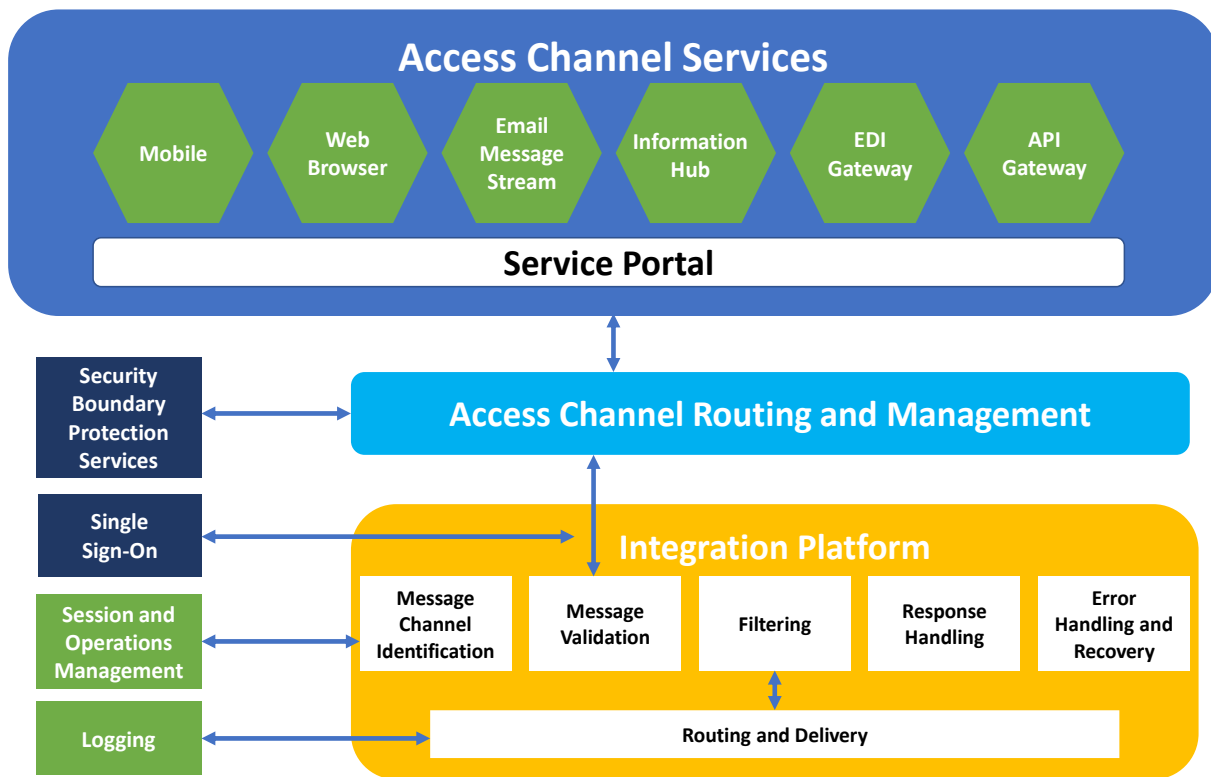 Access Channel Services
Mobile
Web
Browser
Email
Message
Stream
Information
Hub
EDI
Gateway
API
Gateway
Service Portal
Security
Boundary
Protection
Services
Access Channel Routing and Management
Single
Sign-On
Integration Platform
Session and
Operations
Management
Message
Channel
Identification
Message
Validation
Filtering
Response
Handling
Error
Handling and
Recovery
Logging
Routing and Delivery